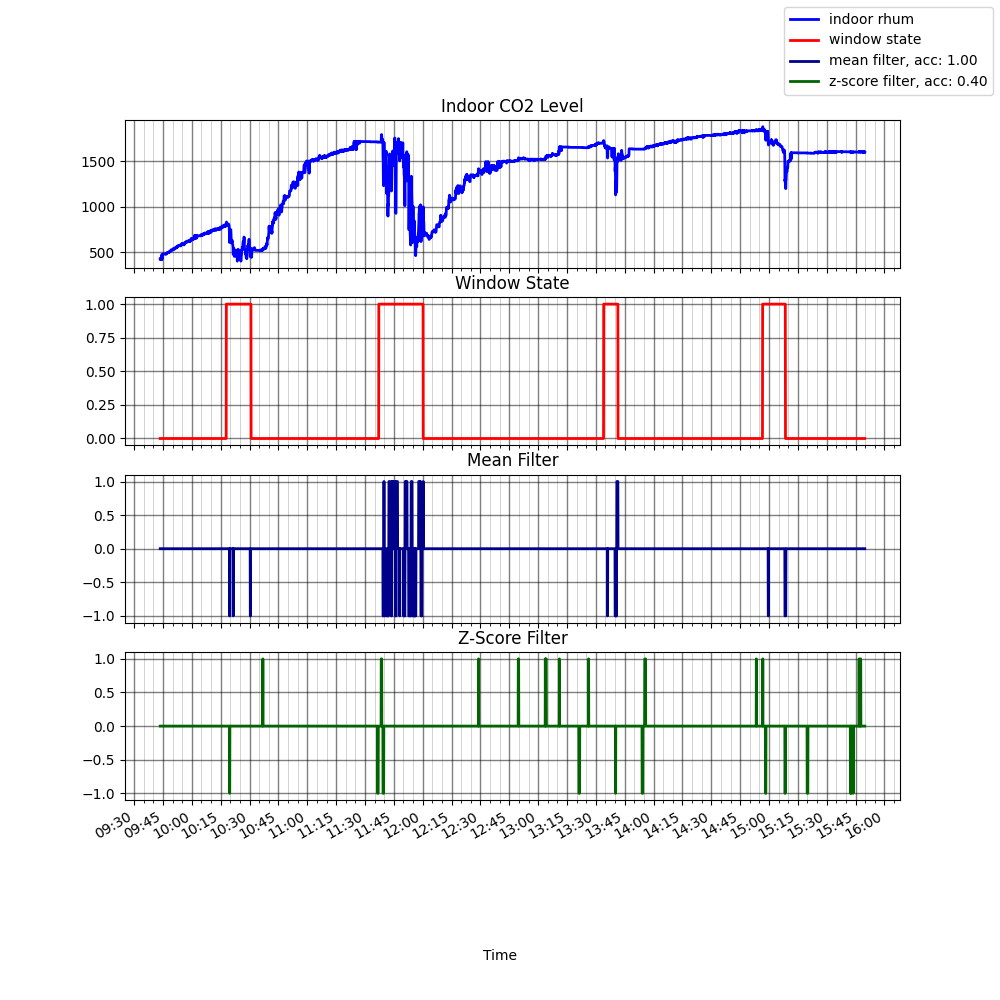 indoor rhum
window state
mean filter, acc: 1.00
z-score filter, acc: 0.40
Indoor CO2 Level
1500
1000
500
Window State
1.00
0.75
0.50
0.25
0.00
Mean Filter
1.0
0.5
0.0
−0.5
−1.0
Z-Score Filter
1.0
0.5
0.0
−0.5
−1.0
09:30 09:45 10:00 10:15 10:30 10:45 11:00 11:15 11:30 11:45 12:00 12:15 12:30 12:45 13:00 13:15 13:30 13:45 14:00 14:15 14:30 14:45 15:00 15:15 15:30 15:45 16:00
Time